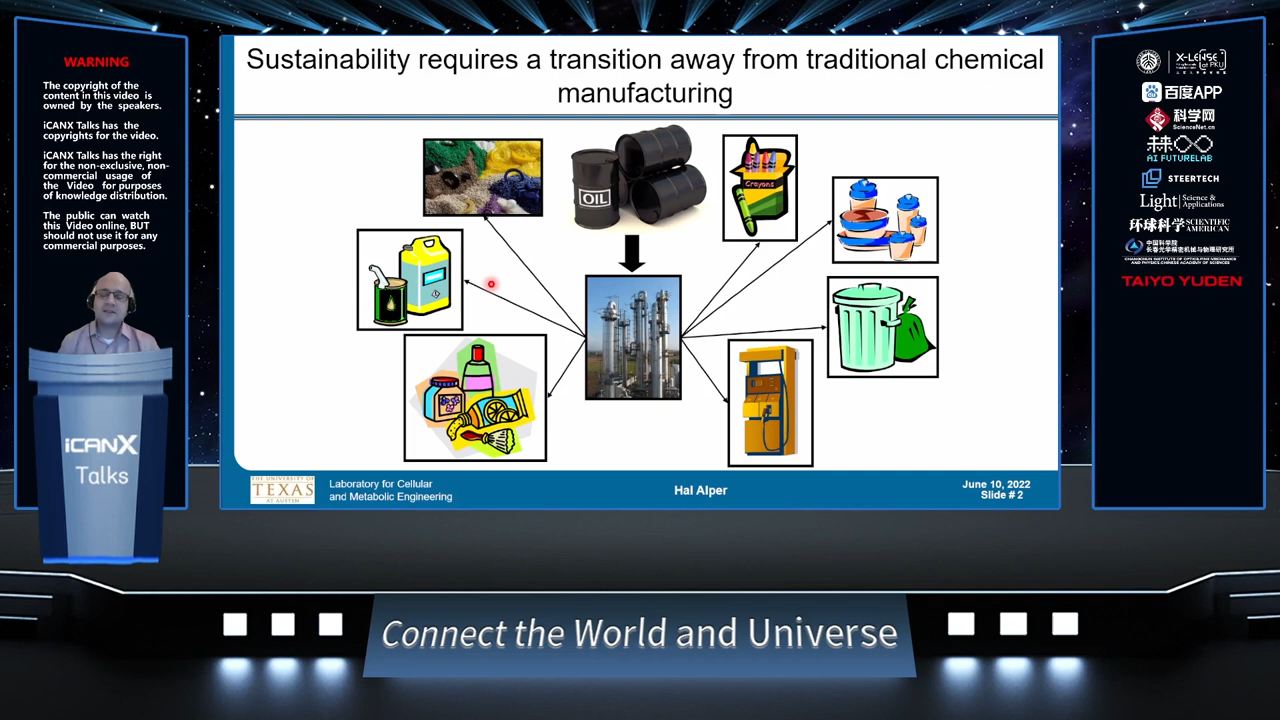 WARNING
The copyright of the
content in this video is
owned by the speakers.
iCANX Talks has the
copyrights for the video.
iCANX Talks has the right
for the non-exclusive, non-
commercial usage of
the Video for purposes
of knowledge distribution.
The public can watch
this Video online, BUT
should not use it for any
commercial purposes.
iCANX
Talks
Sustainability requires a transition away from traditional chemical
manufacturing
OIL
Crayons
THE UNIVERSITY OF
TEXAS
AT AUSTIN
Laboratory for Cellular
and Metabolic Engineering
Hal Alper
June 10, 2022
Slide # 2
X-LENSE
at PKU
百度APP
科学网
ScienceNet.cn
未来
AI FUTURELAB
STEERTECH
Light Science &
Applications
环球科学 SCIENTIFIC
AMERICAN
中国科学院
长春光学精密机械与物理研究所
CHANGCHUN INSTITUTE OF OPTICS,FINE MECHANICS
AND PHYSICS,CHINESE ACADEMY OF SCIENCES
TAIYO YUDEN
Connect the World and Universe